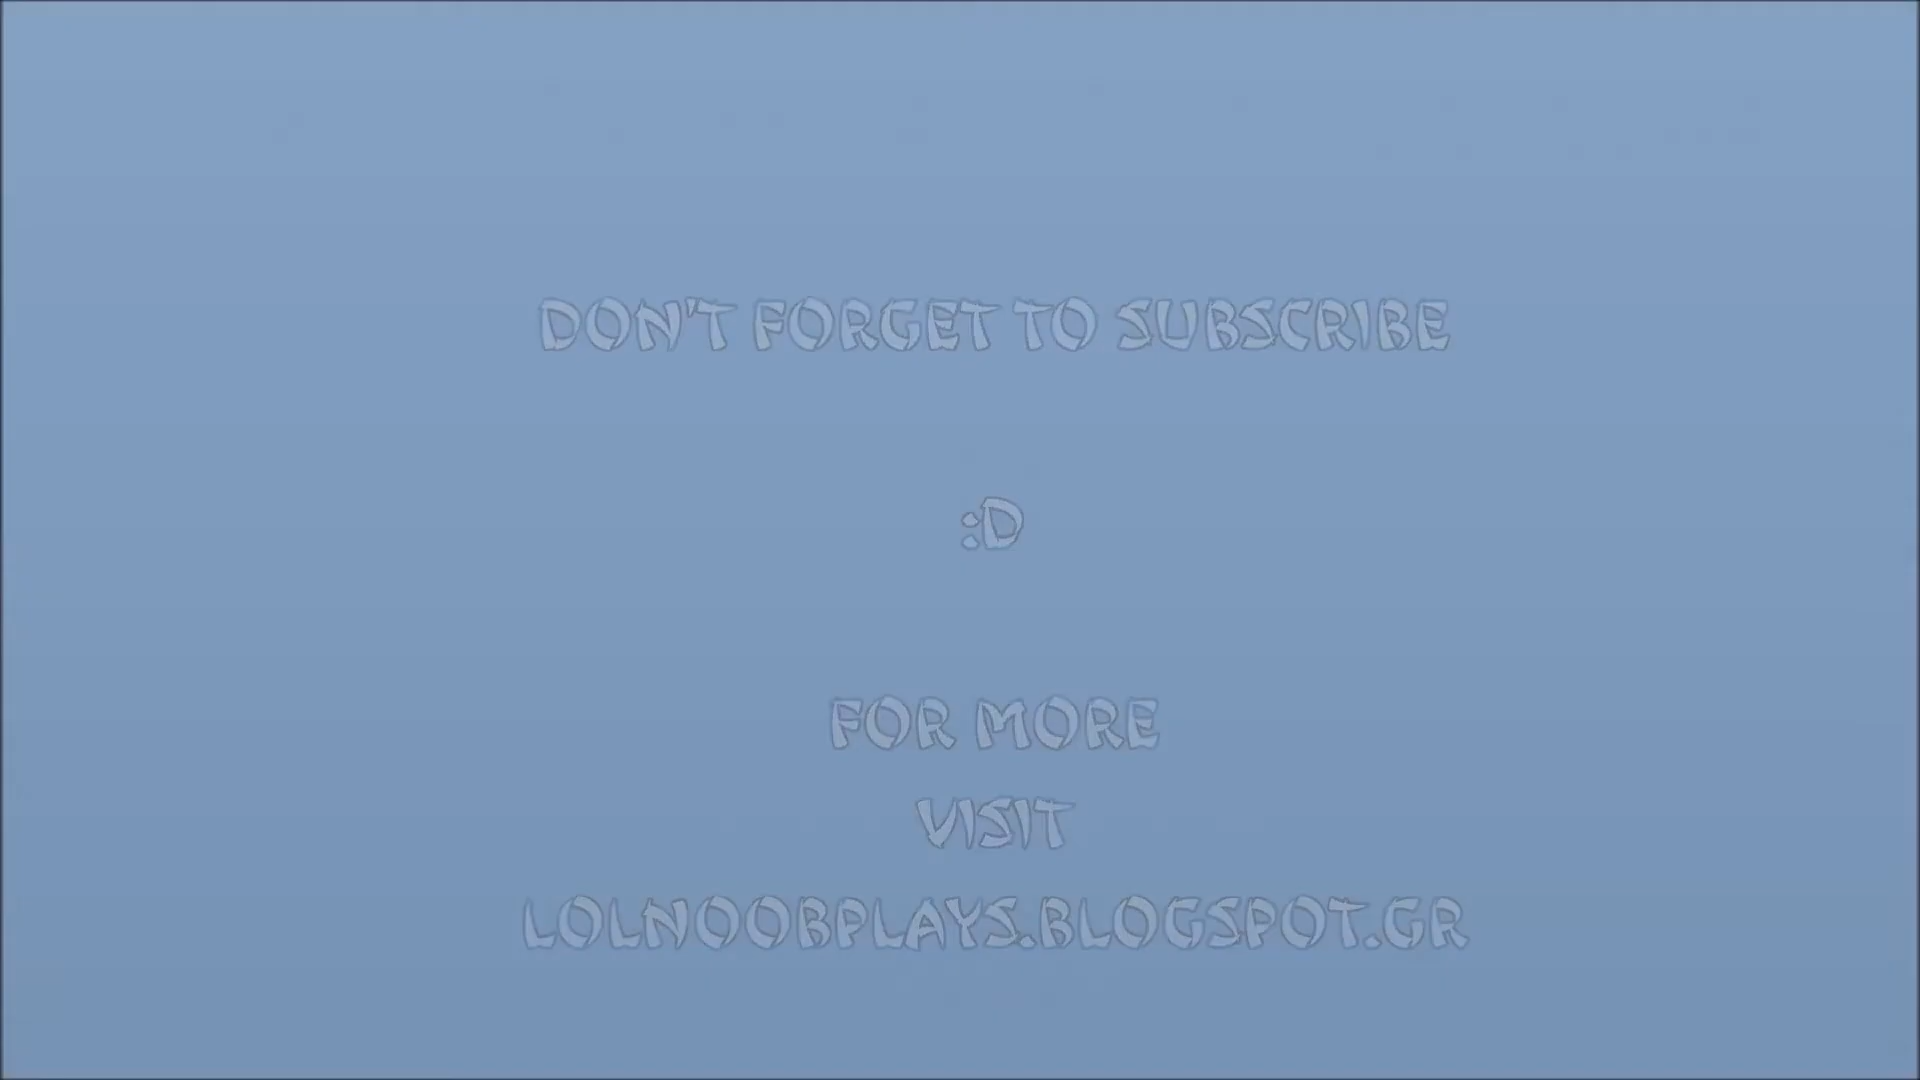 DON'T FORGET TO SUBSCRIBE
:D
FOR MORE
VISIT
LOLNOOBPLAYS.BLOGSPOT.GR